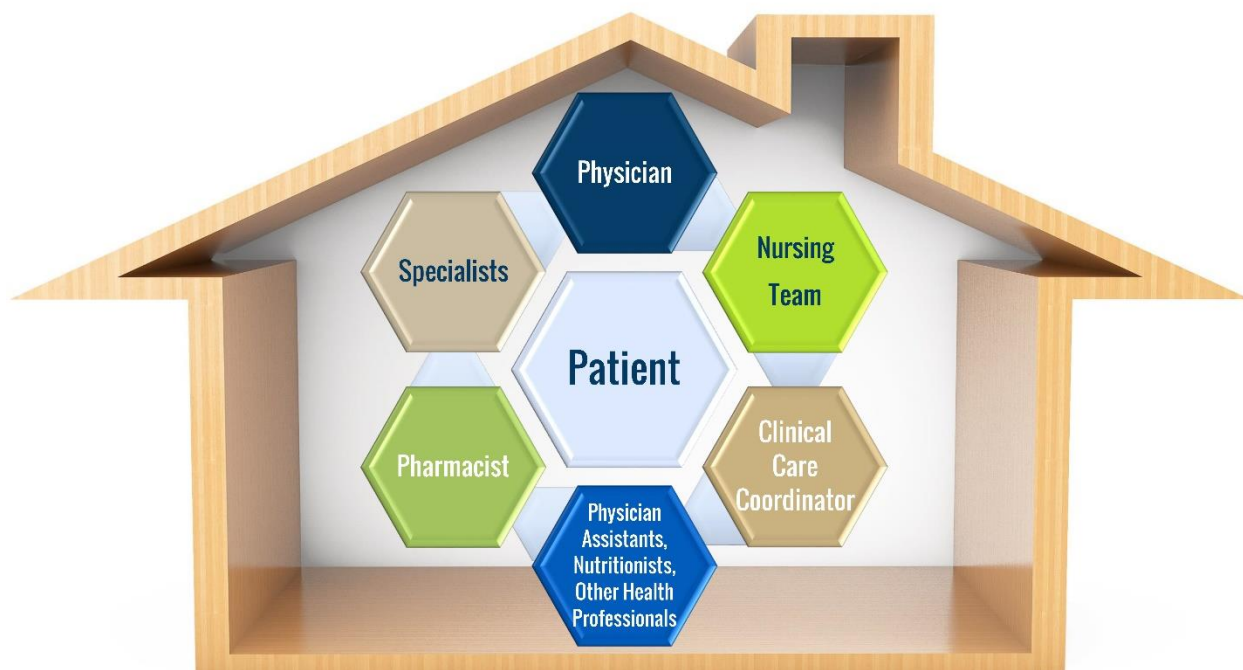 Physician
Specialists
Nursing
Team
Patient
Pharmacist
Clinical
Care
Coordinator
Physician
Assistants,
Nutritionists,
Other Health
Professionals